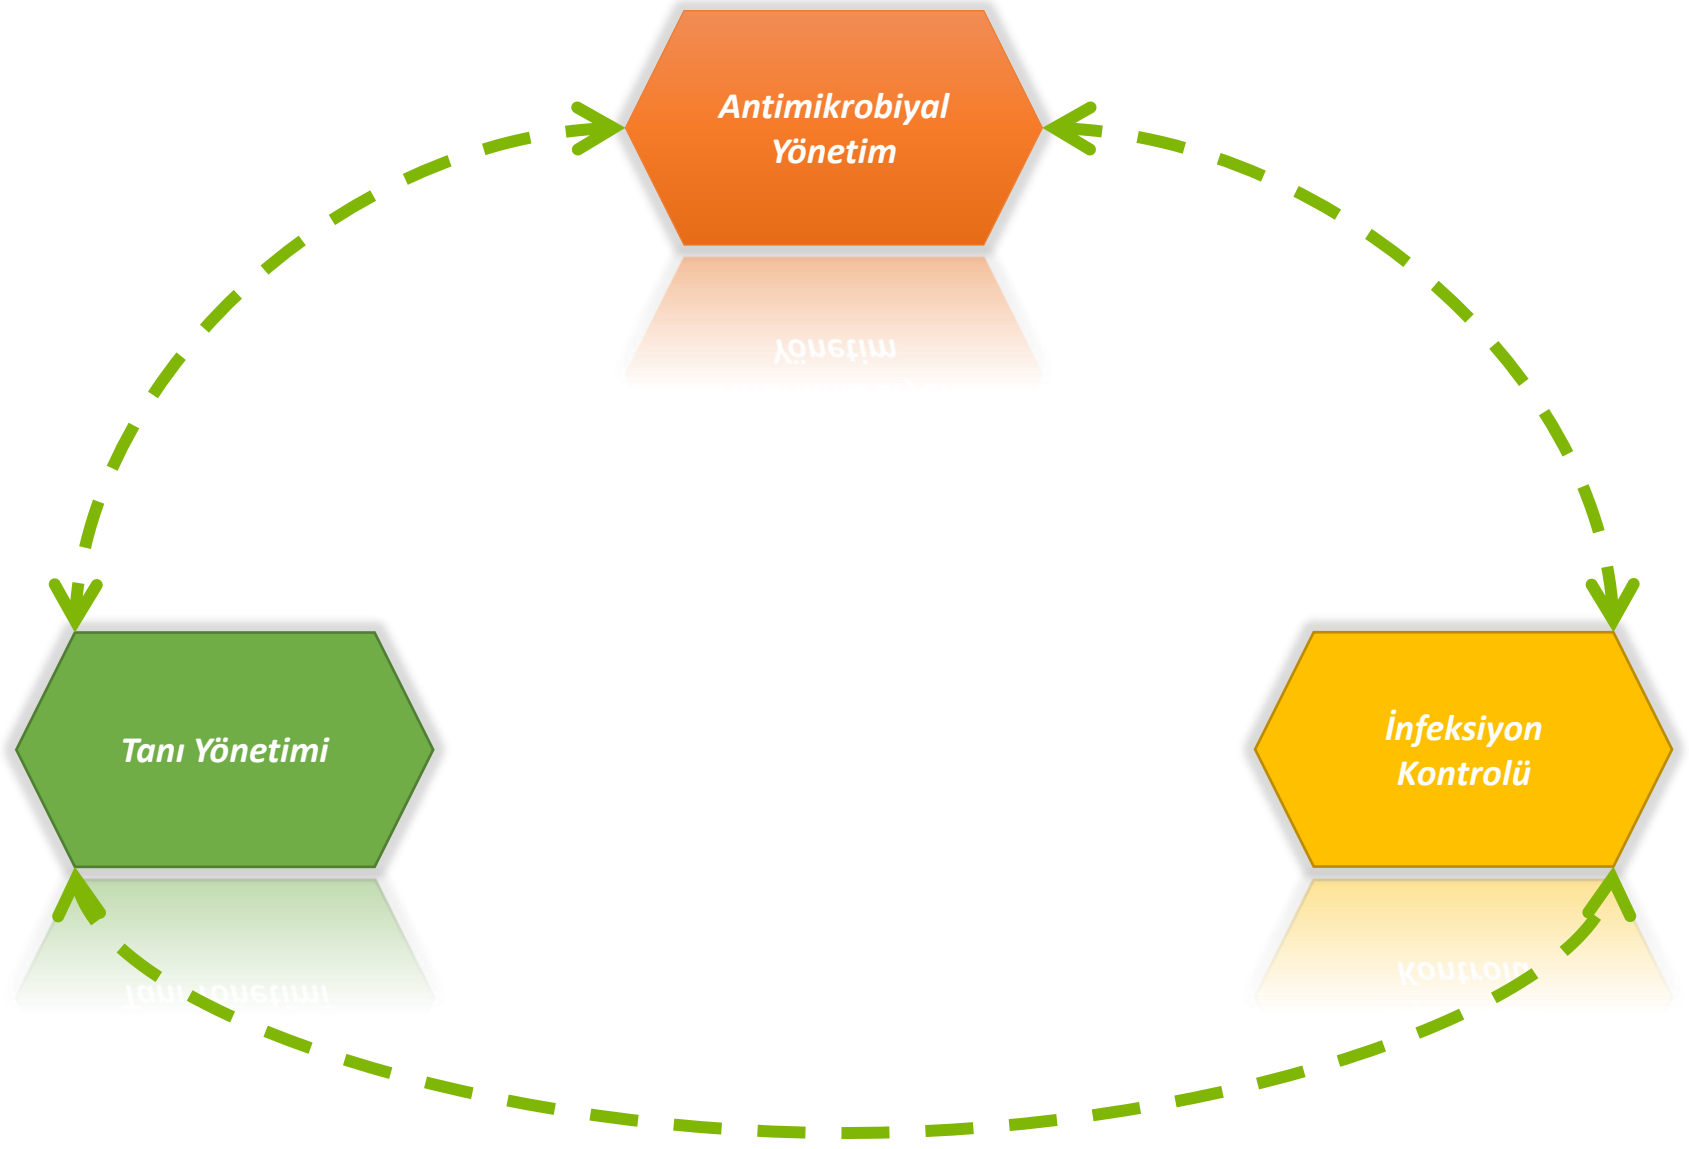 Antimikrobiyal
Yönetim
Tanı Yönetimi
İnfeksiyon
Kontrolü